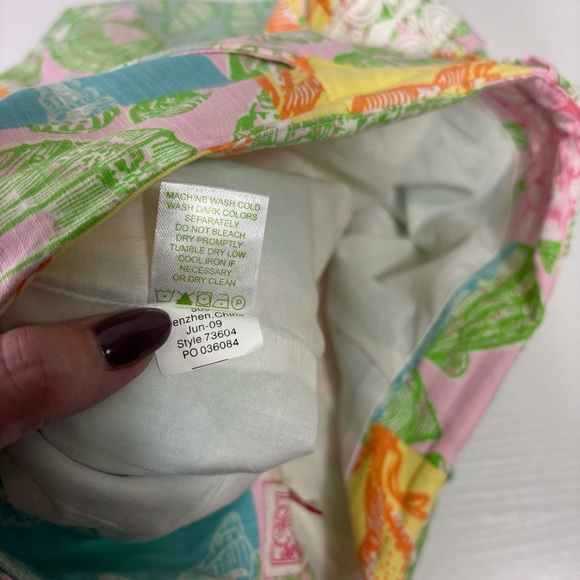 MACHINE WASH COLD
WASH DARK COLORS
SEPARATELY
DO NOT BLEACH
DRY PROMPTLY
TUMBLE DRY LOW
COOL IRON IF
NECESSARY
OR DRY CLEAN
Jun-09
Style 73604
PO 036084